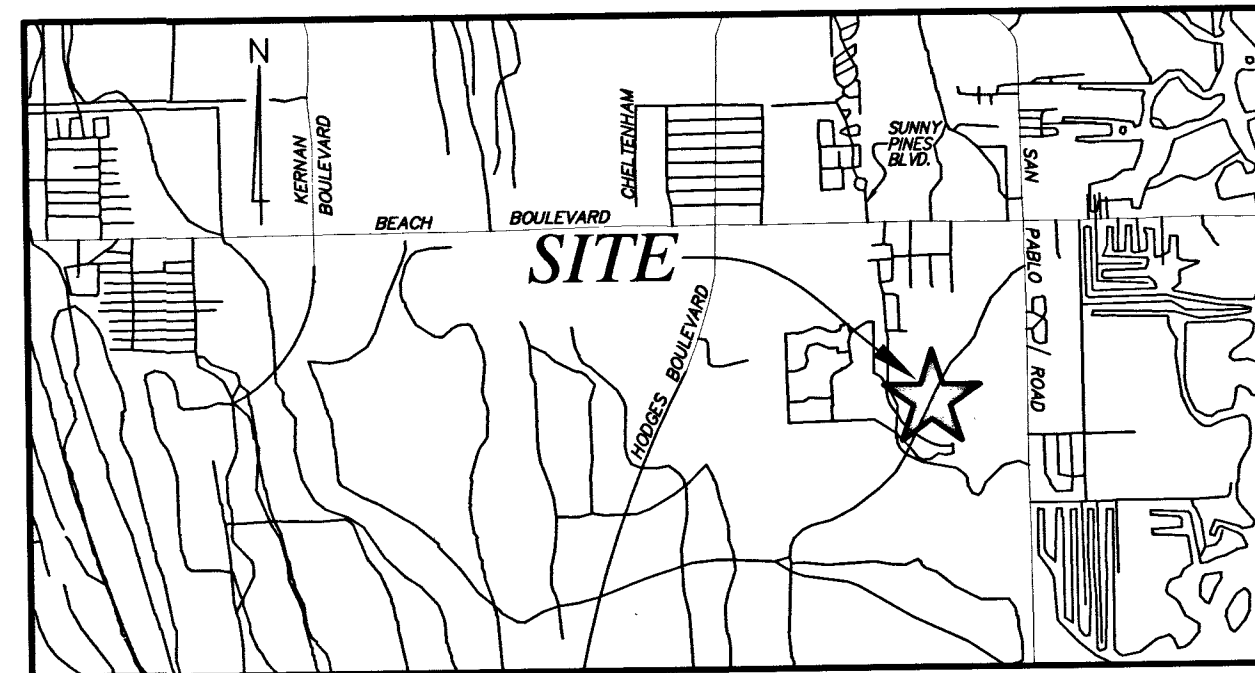 N
KERNAN
BOULEVARD
CHELTENHAM
SUNNY
PINES
BLVD.
SAN
PABLO
ROAD
BEACH
BOULEVARD
SITE
HODGES BOULEVARD